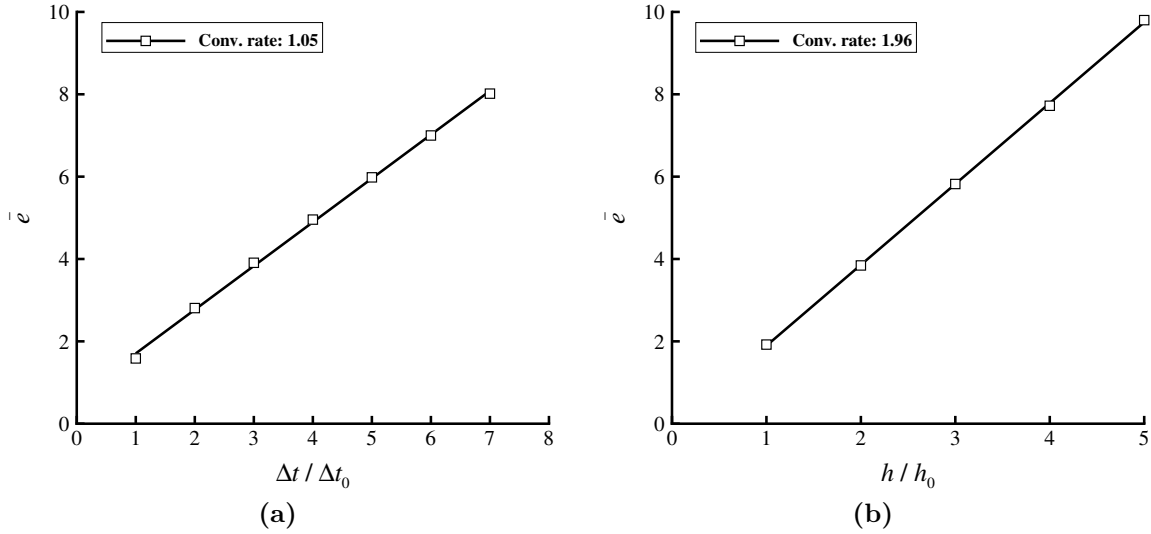 10
8
6
4
2
0
ē
Conv. rate: 1.05
0 1 2 3 4 5 6 7 8
Δt / Δt₀
(a)
10
8
6
4
2
0
ē
Conv. rate: 1.96
0 1 2 3 4 5
h / h₀
(b)